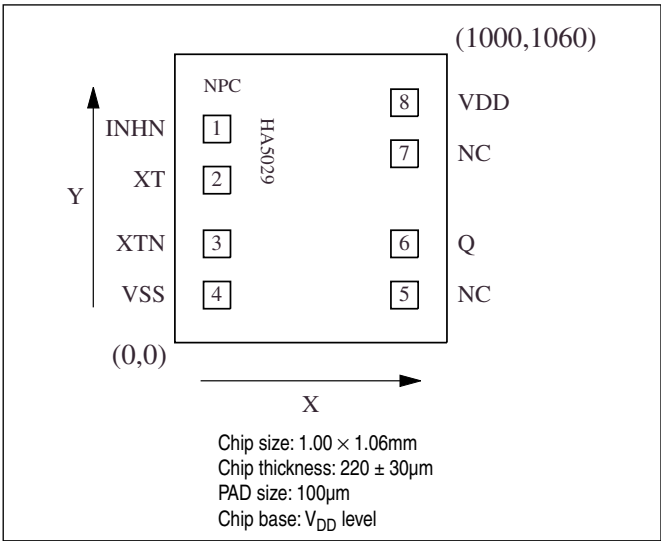 (1000,1060)
NPC
HA5029
INHN 1
XT 2
XTN 3
VSS 4
8 VDD
7 NC
6 Q
5 NC
Y
(0,0)
X
Chip size: 1.00 × 1.06mm
Chip thickness: 220 ± 30µm
PAD size: 100µm
Chip base: VDD level